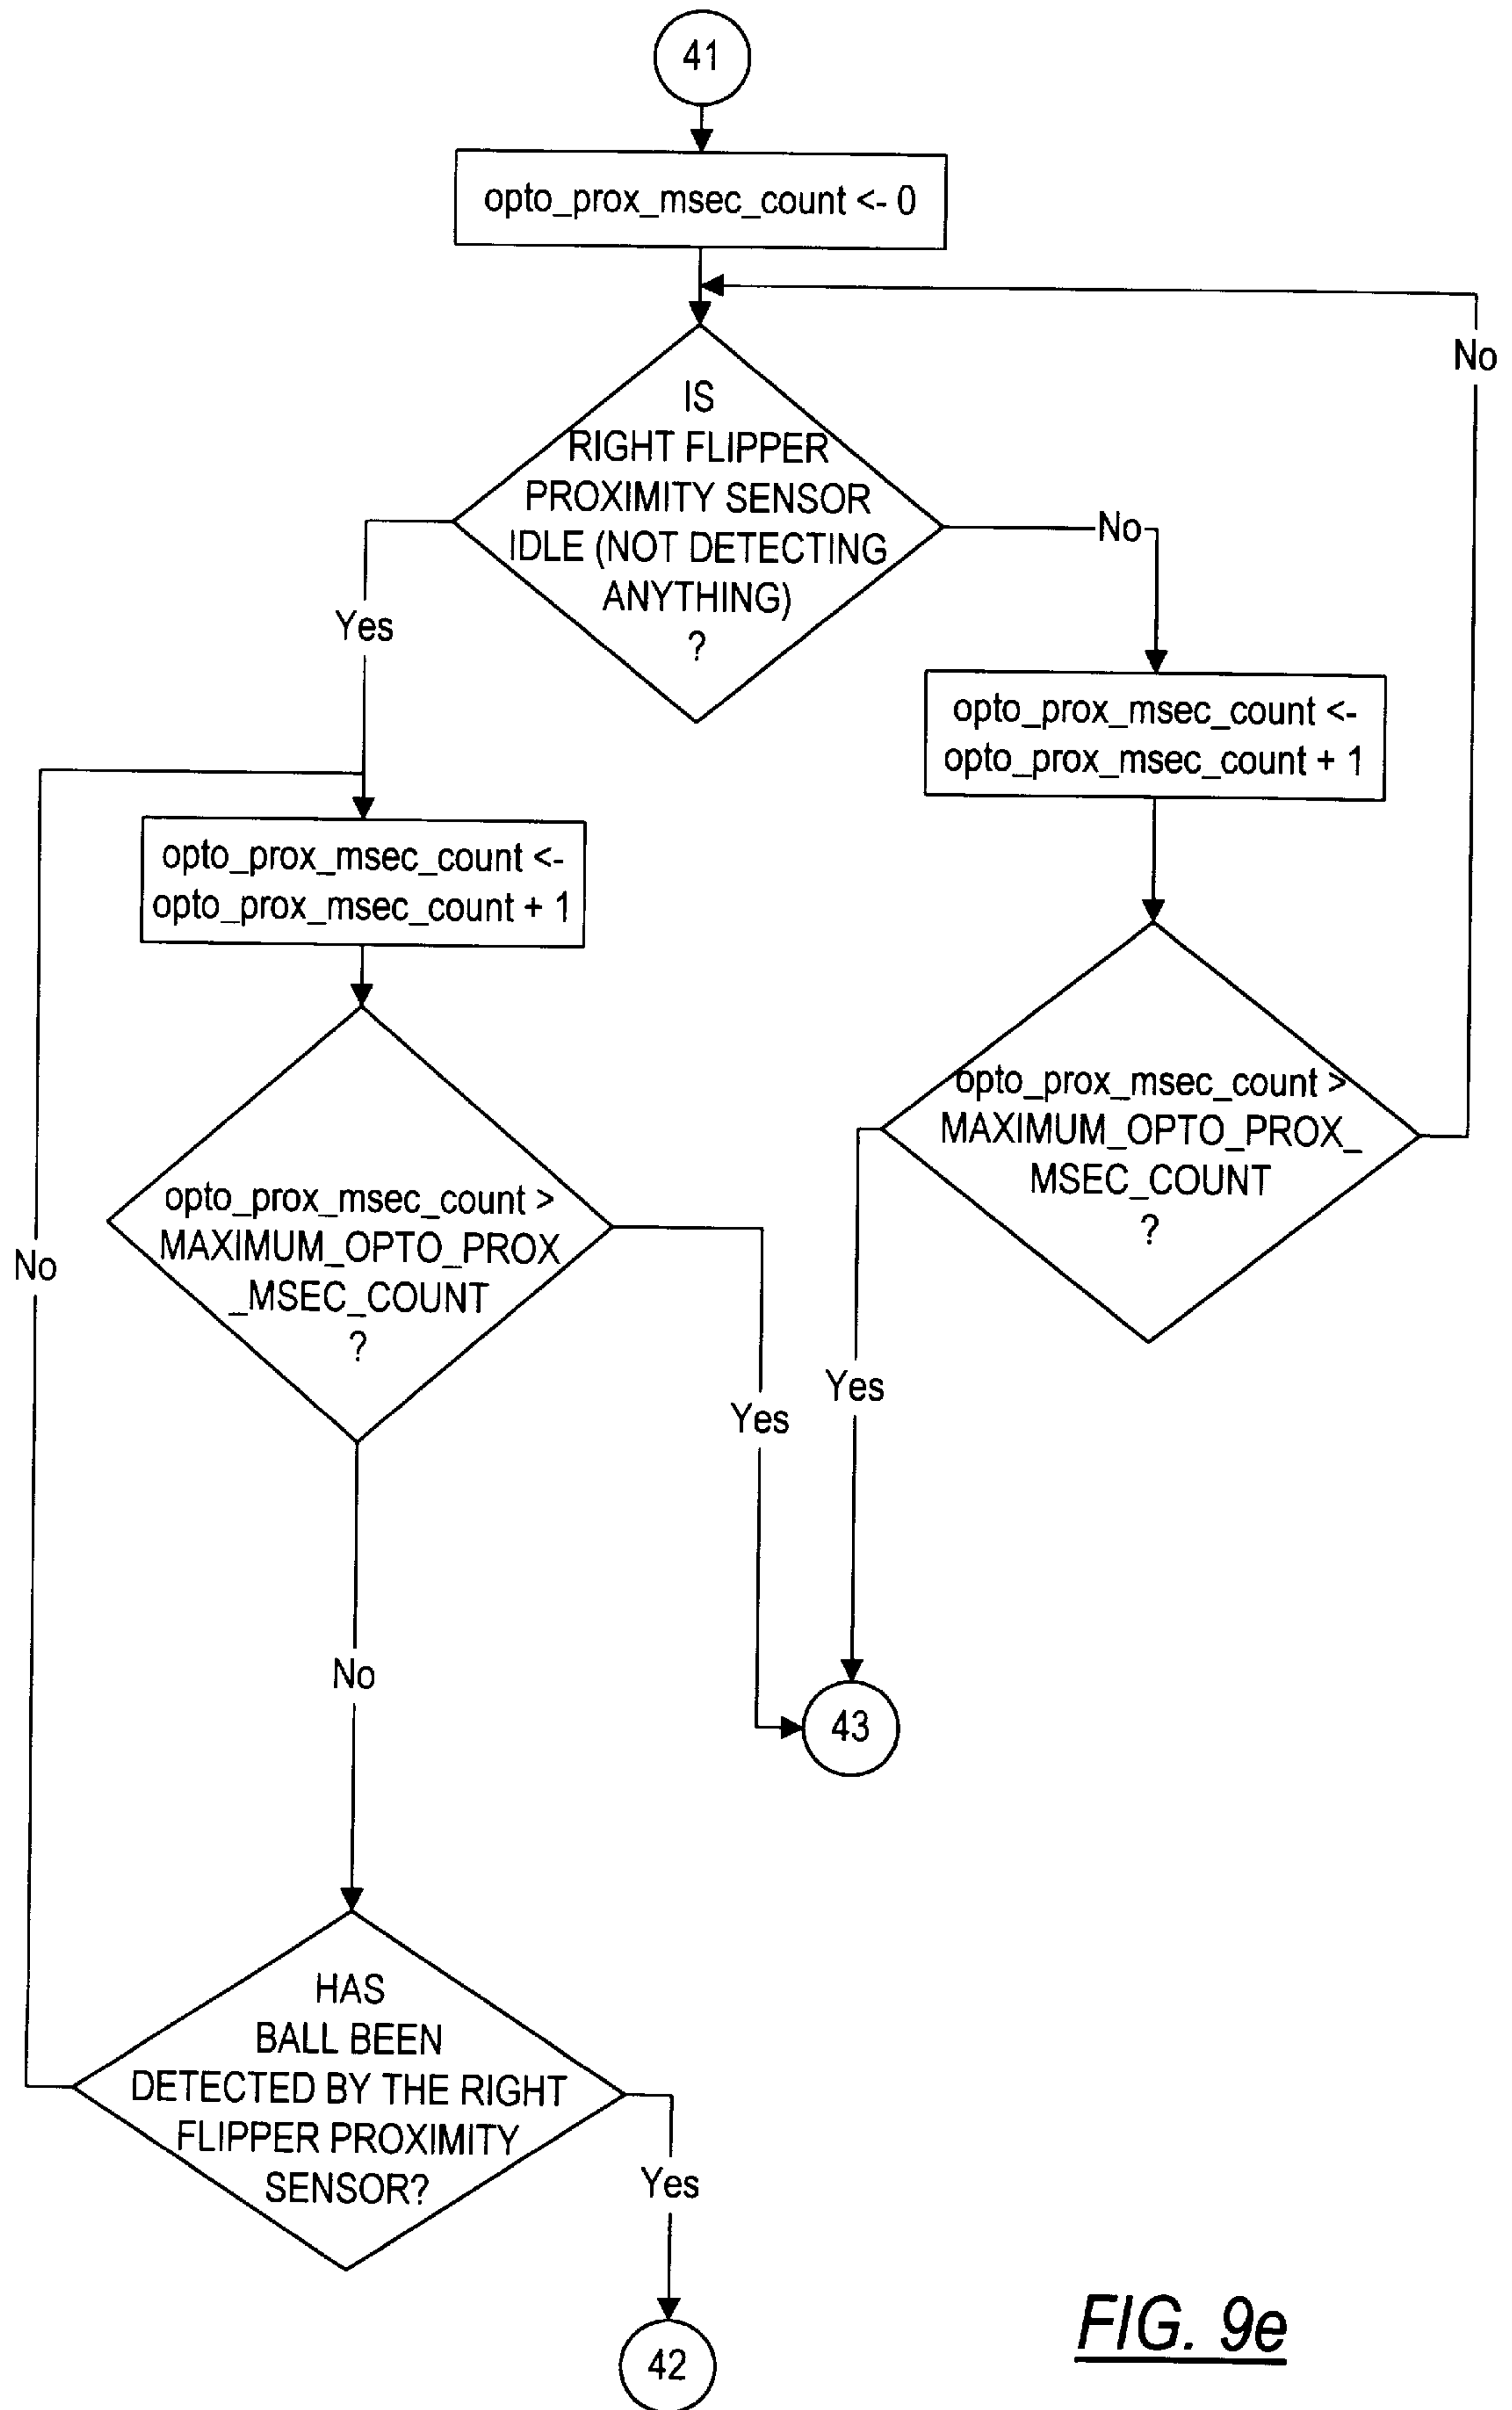 41
opto_prox_msec_count <- 0
No
IS
RIGHT FLIPPER
PROXIMITY SENSOR
IDLE (NOT DETECTING
ANYTHING)
?
No
Yes
opto_prox_msec_count <-
opto_prox_msec_count + 1
opto_prox_msec_count <-
opto_prox_msec_count + 1
opto_prox_msec_count >
MAXIMUM_OPTO_PROX_
MSEC_COUNT
?
opto_prox_msec_count >
MAXIMUM_OPTO_PROX
_MSEC_COUNT
?
No
Yes
Yes
No
43
HAS
BALL BEEN
DETECTED BY THE RIGHT
FLIPPER PROXIMITY
SENSOR?
Yes
42
FIG. 9e